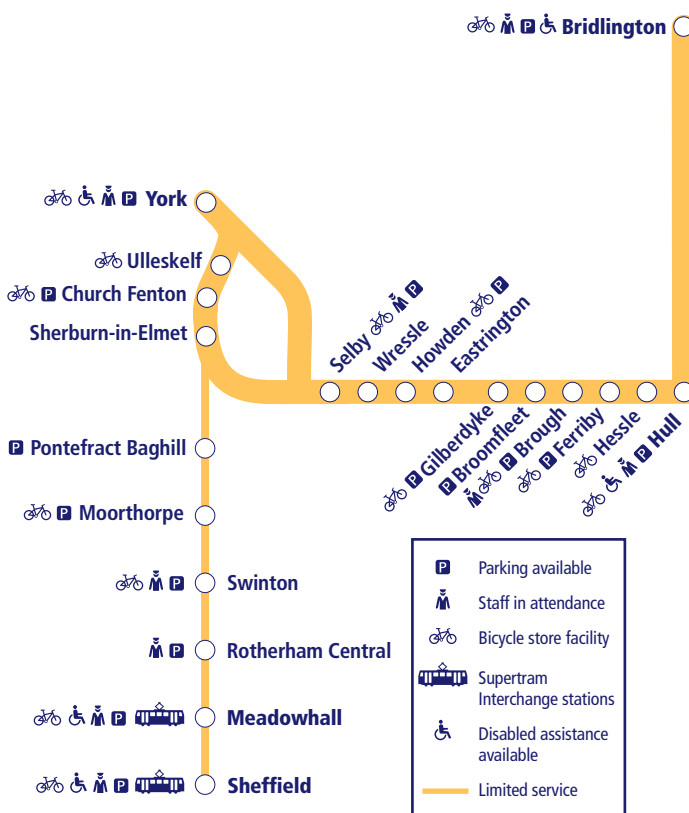 Bridlington
York
Ulleskelf
Church Fenton
Sherburn-in-Elmet
Selby
Wressle
Howden
Eastrington
Gilberdyke
Broomfleet
Brough
Ferriby
Hessle
Hull
Pontefract Baghill
Moorthorpe
Swinton
Rotherham Central
Meadowhall
Sheffield
P Parking available
Staff in attendance
Bicycle store facility
Supertram
Interchange stations
Disabled assistance
available
Limited service